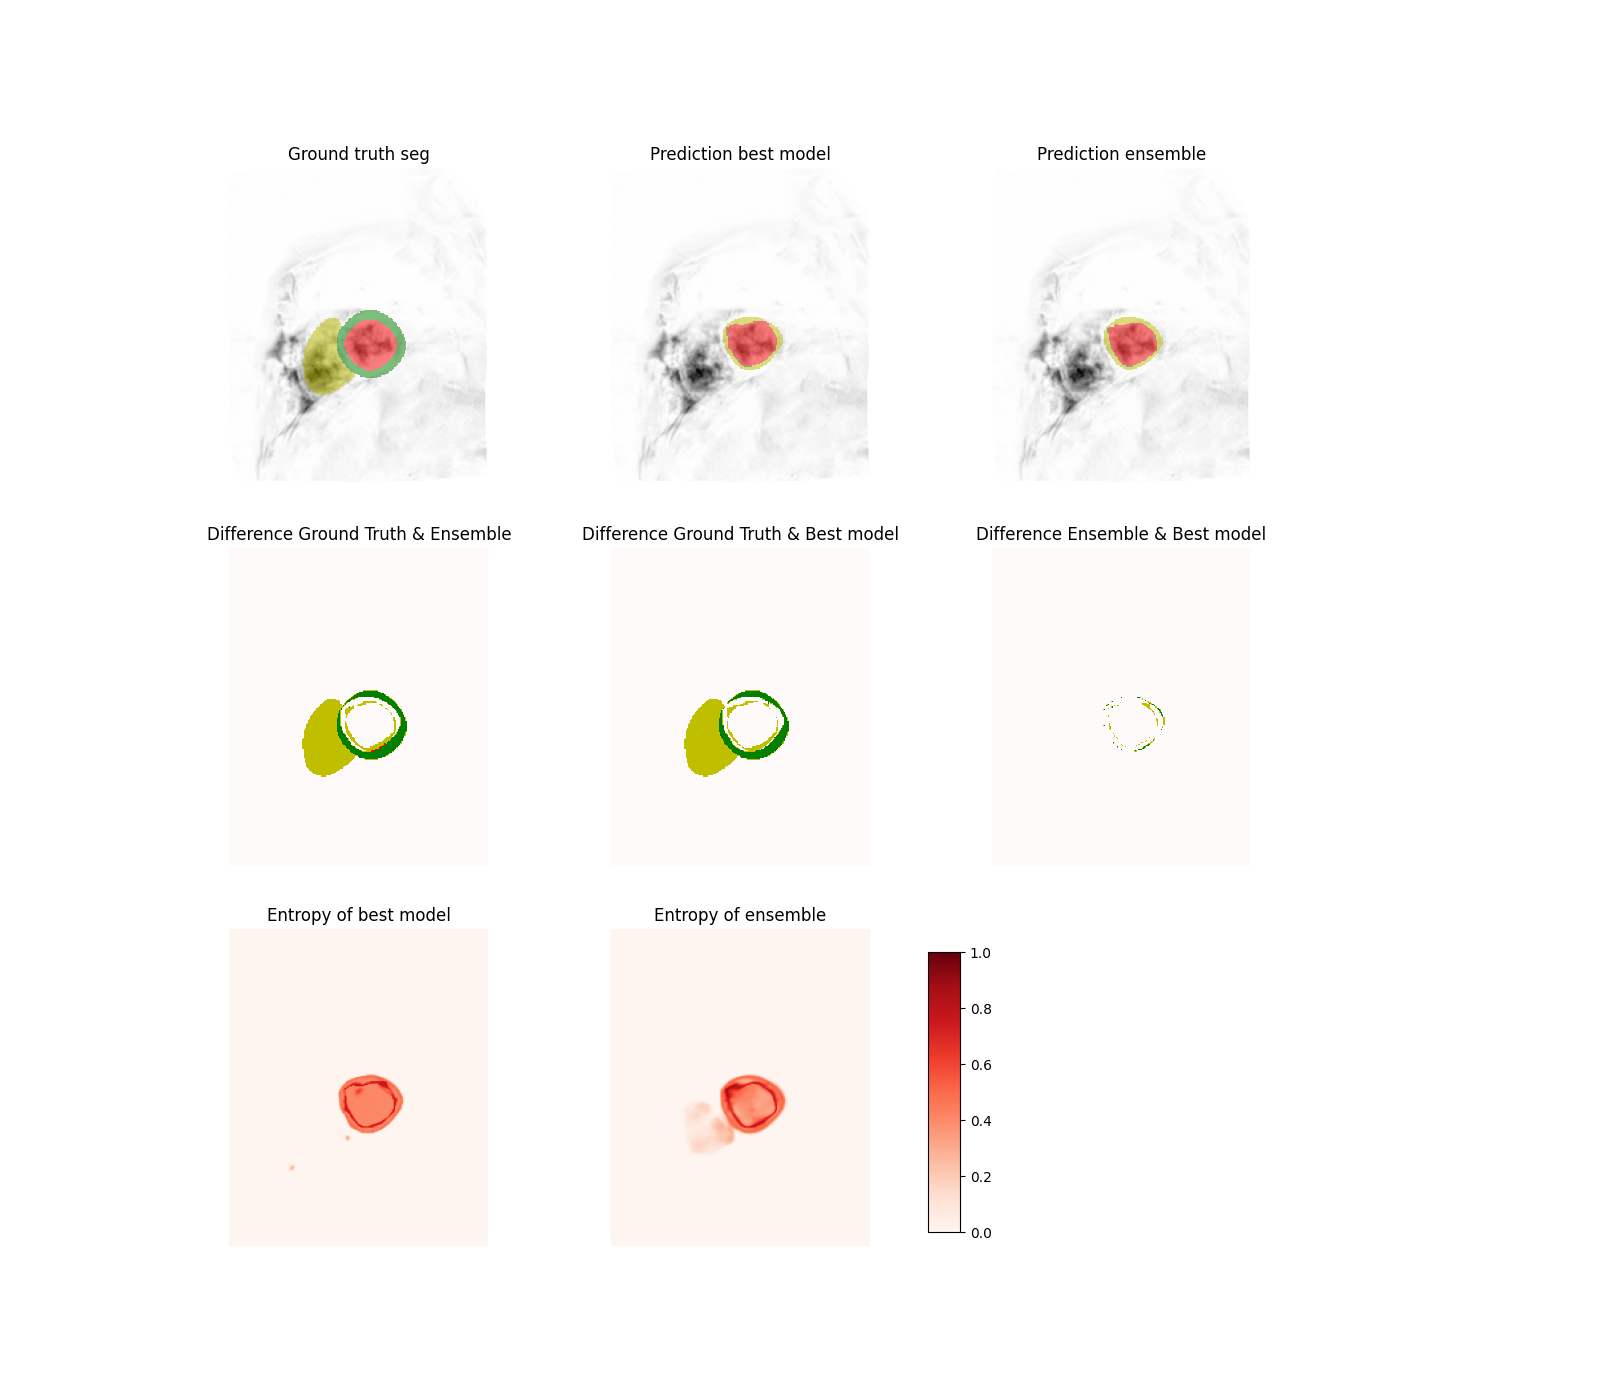 Ground truth seg
Prediction best model
Prediction ensemble
Difference Ground Truth & Ensemble
Difference Ground Truth & Best model
Difference Ensemble & Best model
Entropy of best model
Entropy of ensemble
1.0
0.8
0.6
0.4
0.2
0.0